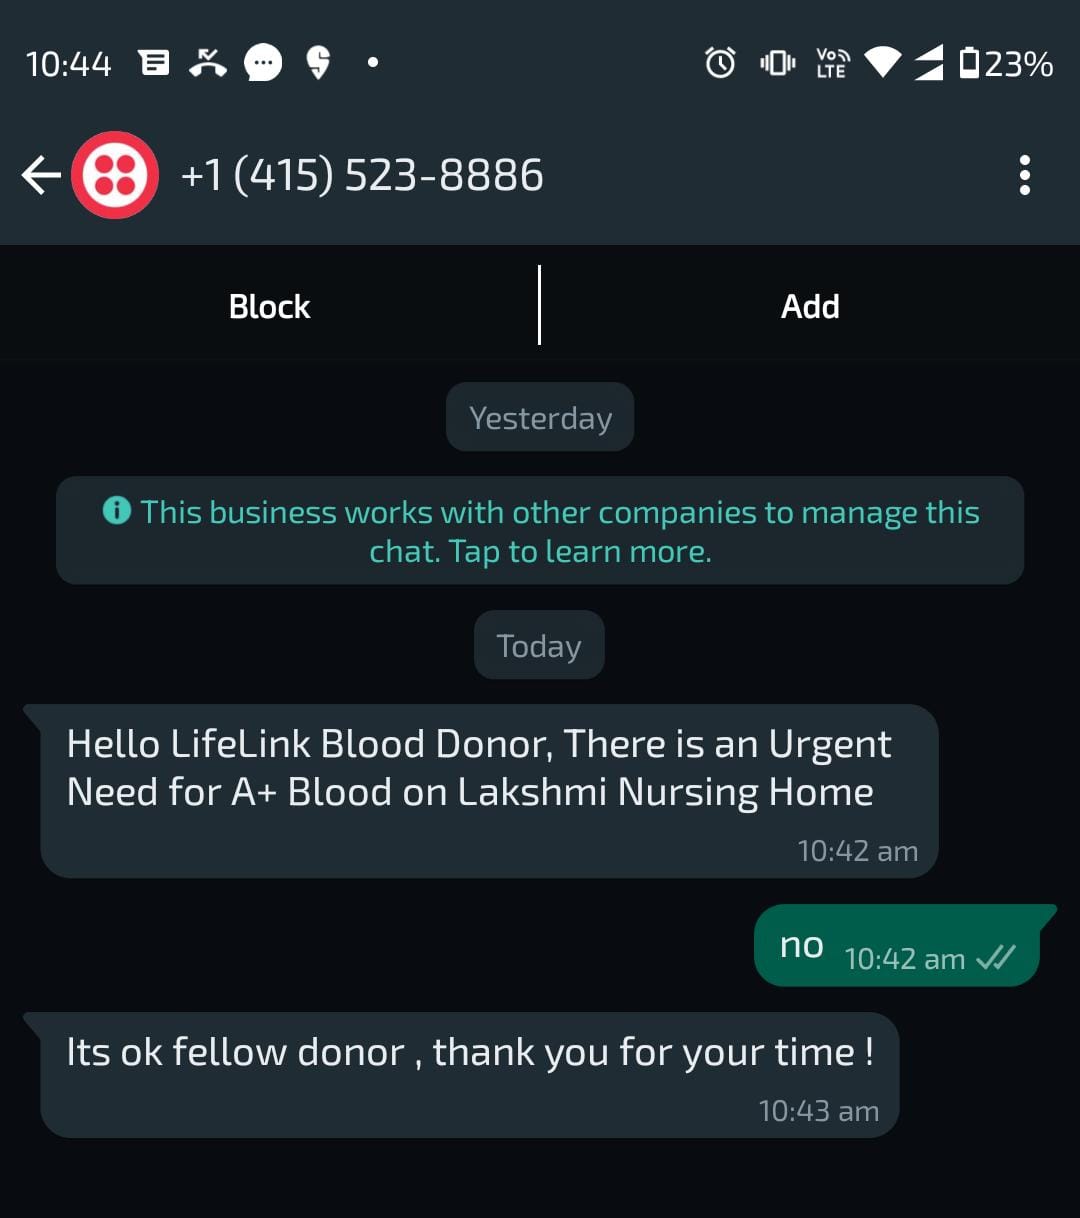 10:44 Vo LTE 23%
+1 (415) 523-8886
Block Add
Yesterday
This business works with other companies to manage this
chat. Tap to learn more.
Today
Hello LifeLink Blood Donor, There is an Urgent
Need for A+ Blood on Lakshmi Nursing Home
10:42 am
no 10:42 am
Its ok fellow donor , thank you for your time !
10:43 am